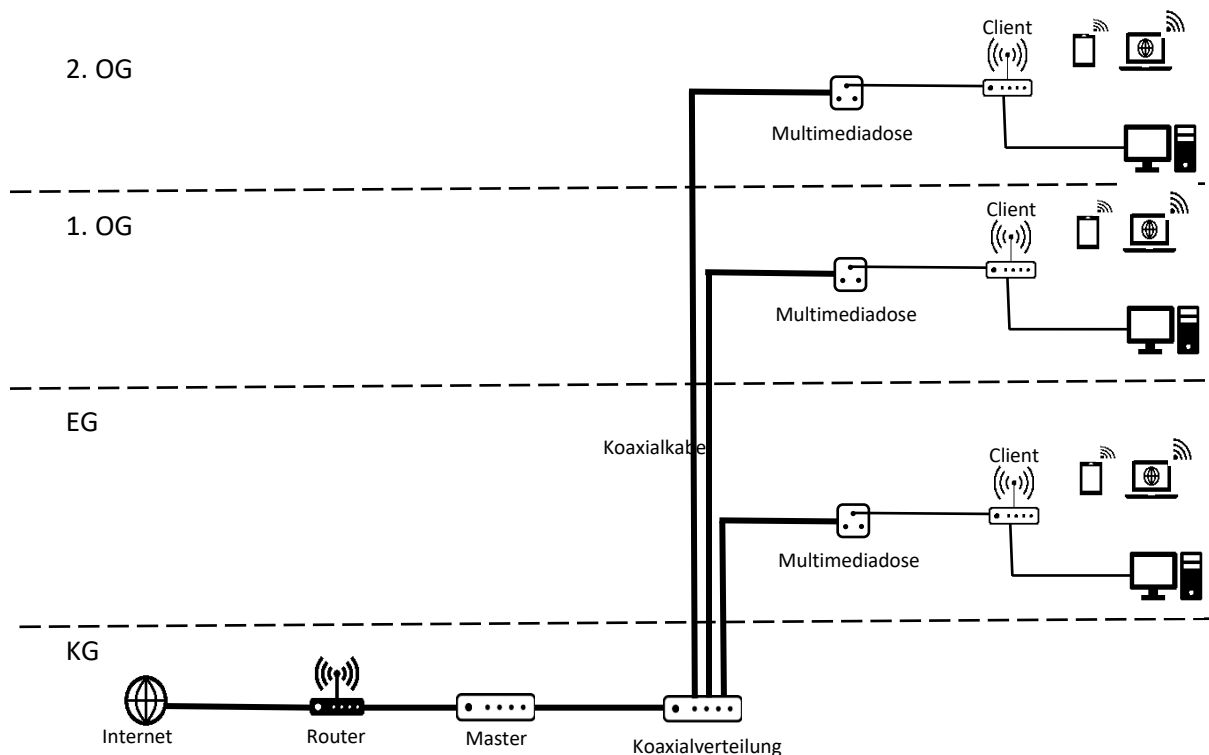 Client
2. OG
Multimediadose
1. OG
Client
Multimediadose
EG
Koaxialkabe
Client
Multimediadose
KG
Internet
Router
Master
Koaxialverteilung